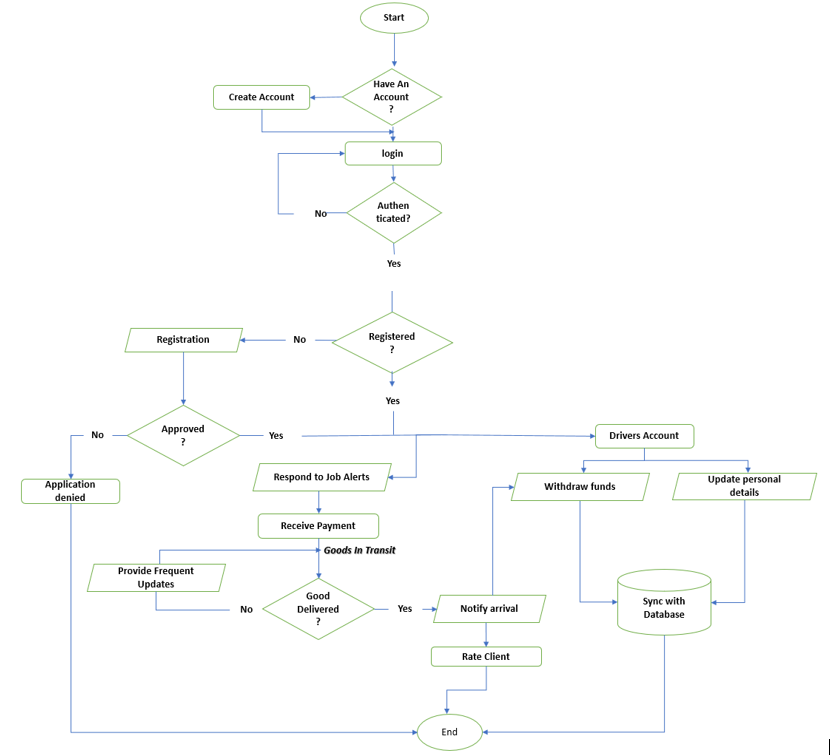 Start
Have An
Account
?
Create Account
login
Authen
ticated?
No
Yes
Registered
?
No
Registration
Yes
Approved
?
No
Yes
Drivers Account
Application
denied
Respond to Job Alerts
Withdraw funds
Update personal
details
Receive Payment
Goods In Transit
Provide Frequent
Updates
Good
Delivered
?
No
Yes
Notify arrival
Sync with
Database
Rate Client
End